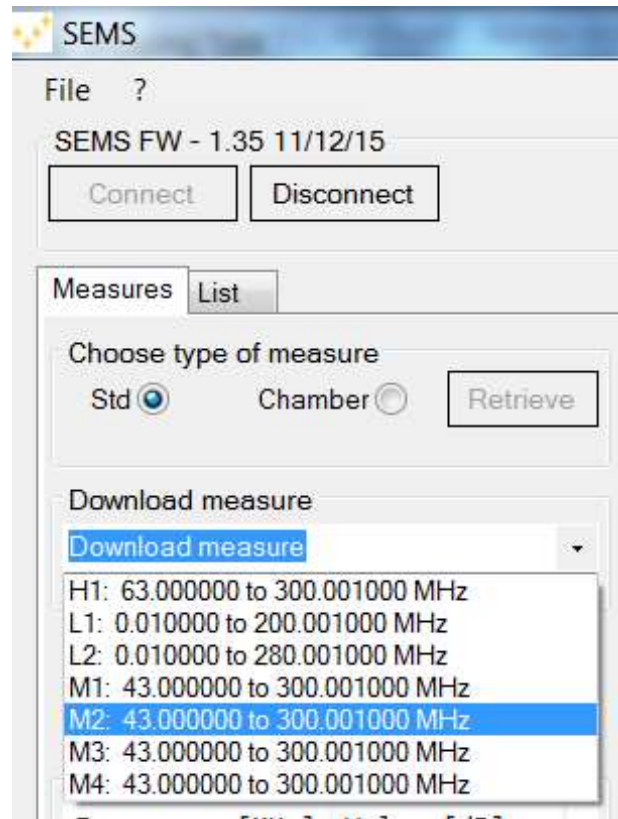 SEMS
File ?
SEMS FW - 1.35 11/12/15
Connect Disconnect
Measures List
Choose type of measure
Std Chamber Retrieve
Download measure
Download measure
H1: 63.000000 to 300.001000 MHz
L1: 0.010000 to 200.001000 MHz
L2: 0.010000 to 280.001000 MHz
M1: 43.000000 to 300.001000 MHz
M2: 43.000000 to 300.001000 MHz
M3: 43.000000 to 300.001000 MHz
M4: 43.000000 to 300.001000 MHz